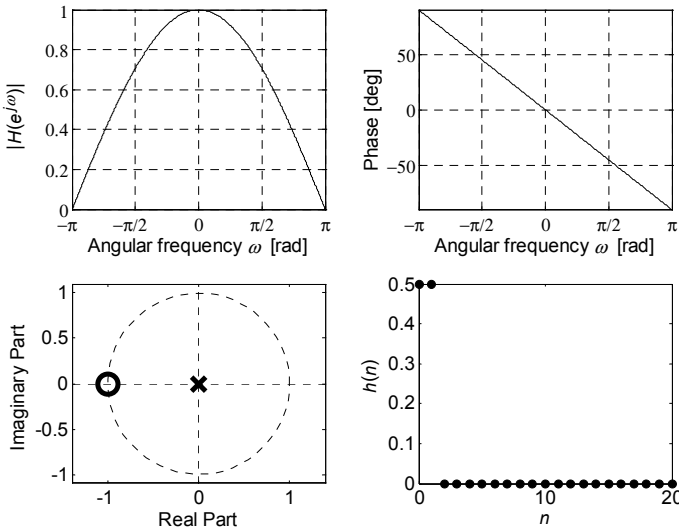 |H(e^{jω})|
1
0.8
0.6
0.4
0.2
0
−π −π/2 0 π/2 π
Angular frequency ω [rad]
Phase [deg]
50
0
−50
−π −π/2 0 π/2 π
Angular frequency ω [rad]
Imaginary Part
1
0.5
0
-0.5
-1
-1 0 1
Real Part
h(n)
0.5
0.4
0.3
0.2
0.1
0
0 10 20
n